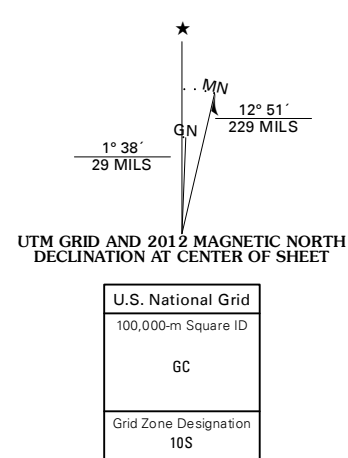 ★
MN
12° 51´
229 MILS
GN
1° 38´
29 MILS
UTM GRID AND 2012 MAGNETIC NORTH
DECLINATION AT CENTER OF SHEET
U.S. National Grid
100,000-m Square ID
GC
Grid Zone Designation
10S